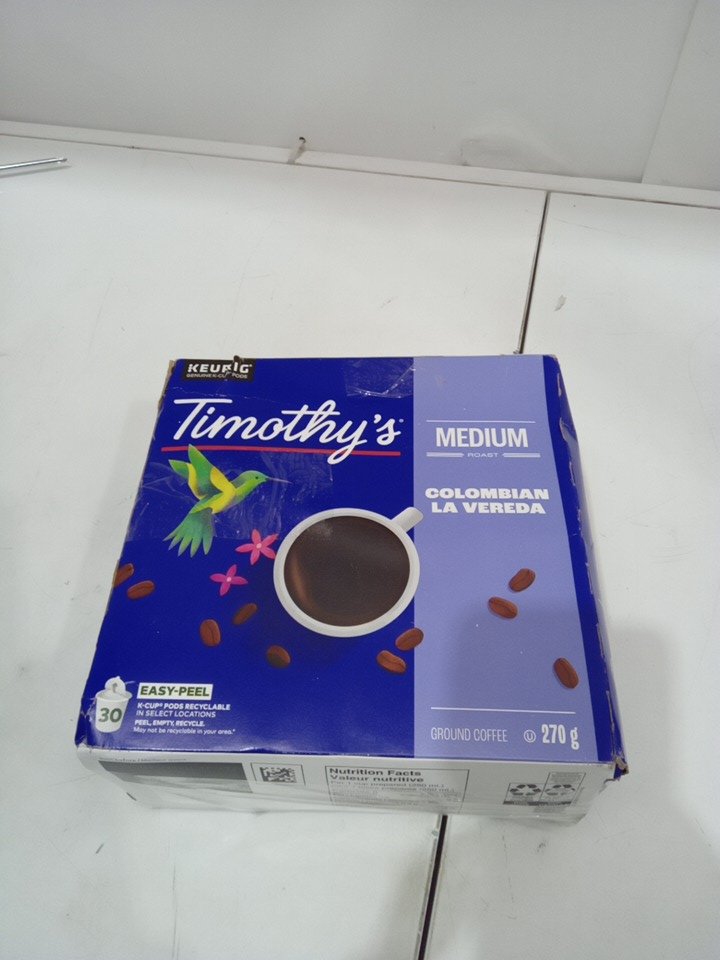 KEURIG
GENUINE K-CUP PODS
Timothy's
MEDIUM
ROAST
COLOMBIAN
LA VEREDA
30
EASY-PEEL
K-CUP® PODS RECYCLABLE
IN SELECT LOCATIONS
PEEL, EMPTY, RECYCLE.
May not be recyclable in your area.*
GROUND COFFEE U 270 g
Nutrition Facts
Valeur nutritive